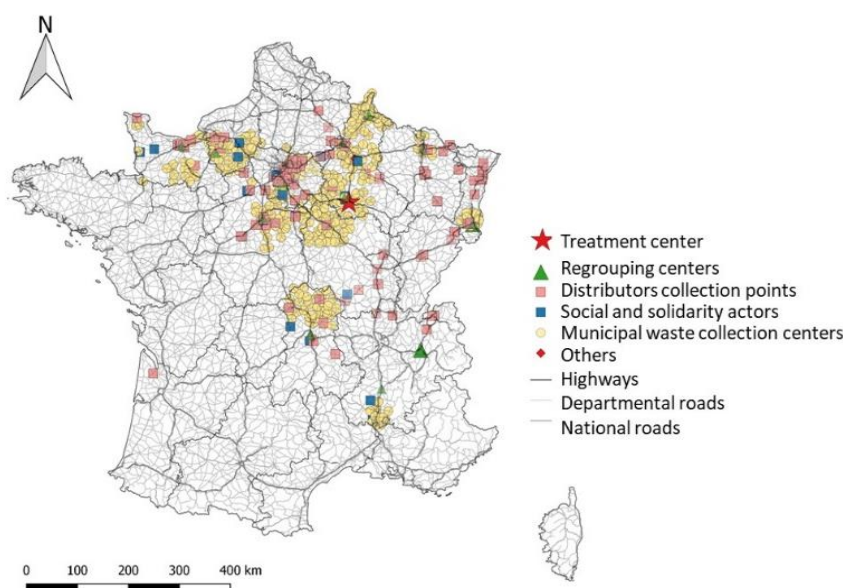 N
Treatment center
Regrouping centers
Distributors collection points
Social and solidarity actors
Municipal waste collection centers
Others
Highways
Departmental roads
National roads
0 100 200 300 400 km